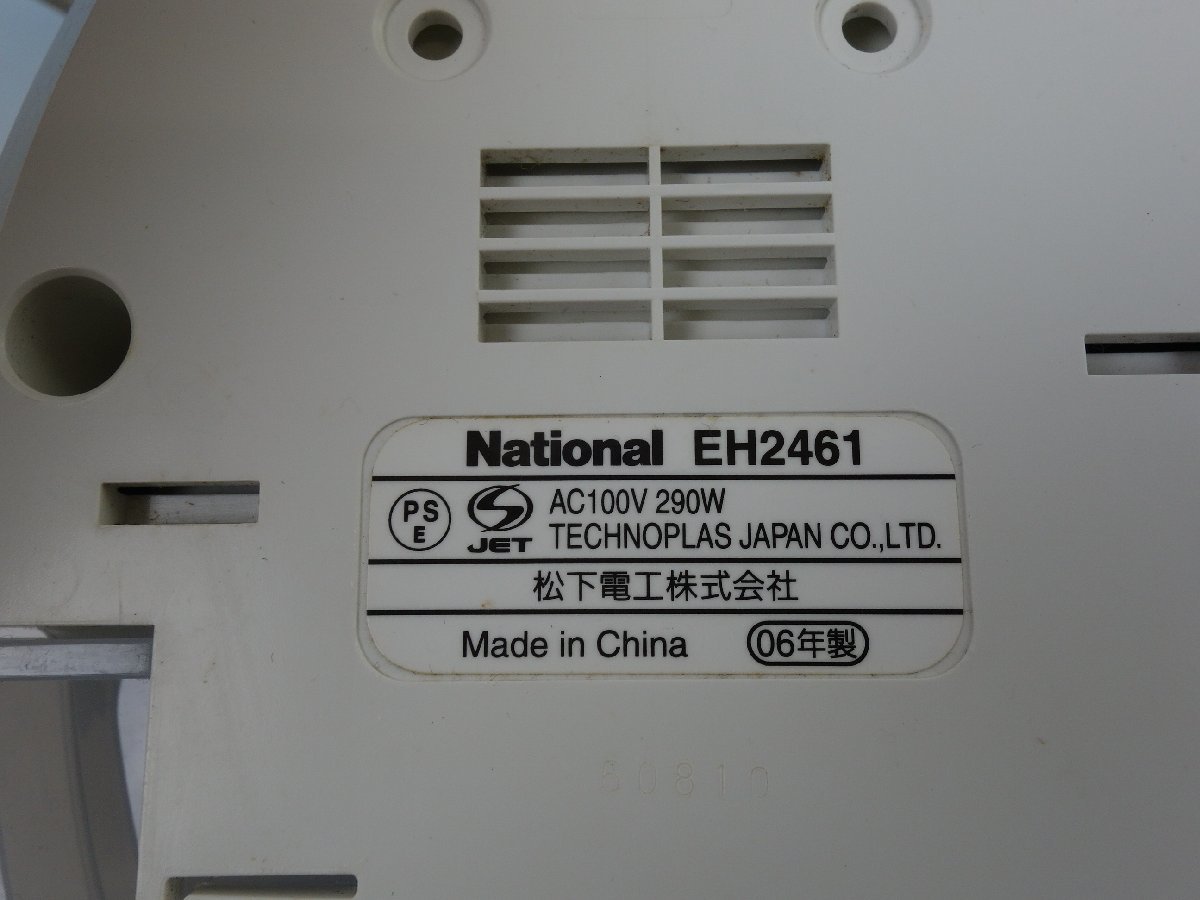 National EH2461
PS
E
JET
AC100V 290W
TECHNOPLAS JAPAN CO.,LTD.
松下電工株式会社
Made in China
06年製
60810